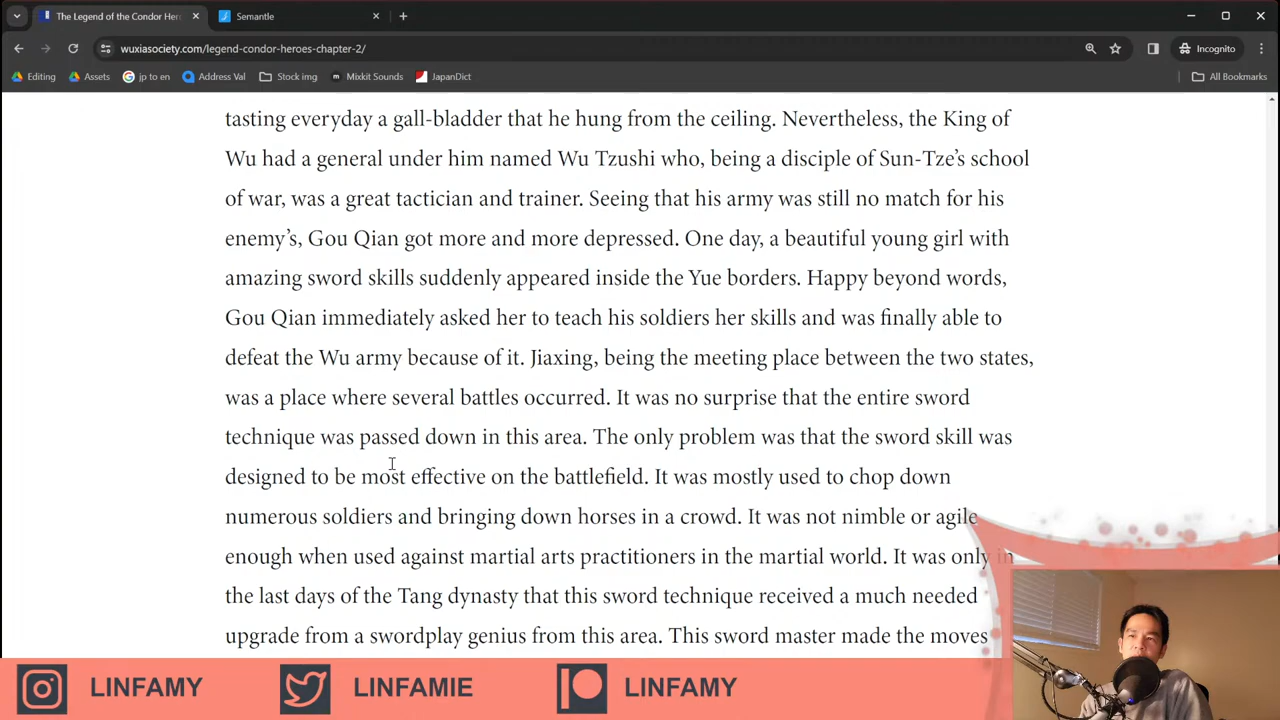 The Legend of the Condor Her
Semantle
wuxiasociety.com/legend-condor-heroes-chapter-2/
Incognito
Editing
Assets
jp to en
Address Val
Stock img
Mixkit Sounds
JapanDict
All Bookmarks
tasting everyday a gall-bladder that he hung from the ceiling. Nevertheless, the King of
Wu had a general under him named Wu Tzushi who, being a disciple of Sun-Tze’s school
of war, was a great tactician and trainer. Seeing that his army was still no match for his
enemy’s, Gou Qian got more and more depressed. One day, a beautiful young girl with
amazing sword skills suddenly appeared inside the Yue borders. Happy beyond words,
Gou Qian immediately asked her to teach his soldiers her skills and was finally able to
defeat the Wu army because of it. Jiaxing, being the meeting place between the two states,
was a place where several battles occurred. It was no surprise that the entire sword
technique was passed down in this area. The only problem was that the sword skill was
designed to be most effective on the battlefield. It was mostly used to chop down
numerous soldiers and bringing down horses in a crowd. It was not nimble or agile
enough when used against martial arts practitioners in the martial world. It was only in
the last days of the Tang dynasty that this sword technique received a much needed
upgrade from a swordplay genius from this area. This sword master made the moves
LINFAMY
LINFAMIE
LINFAMY